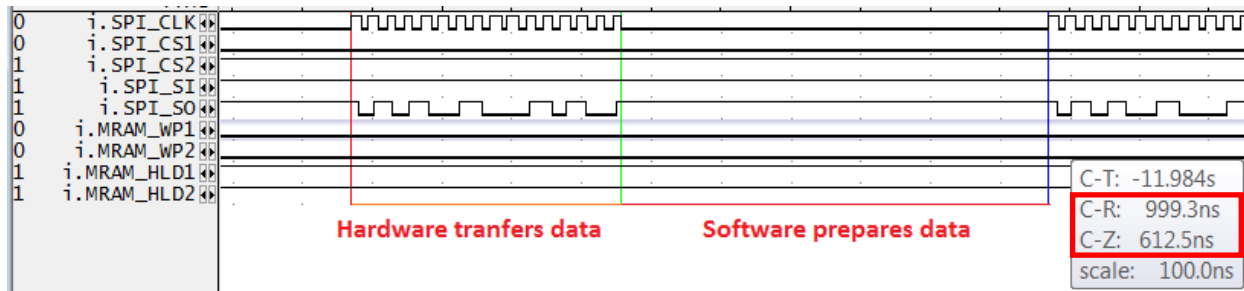 0 i.SPI_CLK
0 i.SPI_CS1
1 i.SPI_CS2
1 i.SPI_SI
1 i.SPI_SO
0 i.MRAM_WP1
0 i.MRAM_WP2
1 i.MRAM_HLD1
1 i.MRAM_HLD2
Hardware tranfers data
Software prepares data
C-T: -11.984s
C-R: 999.3ns
C-Z: 612.5ns
scale: 100.0ns